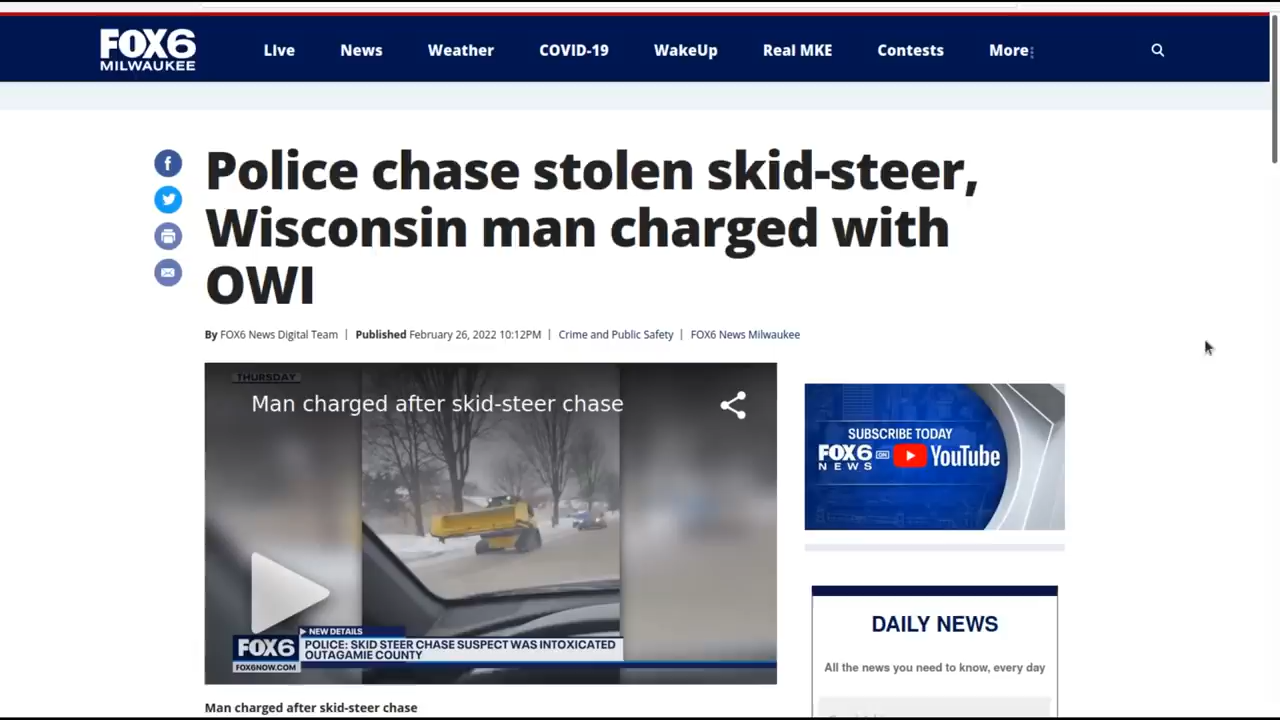 FOX6
MILWAUKEE
Live News Weather COVID-19 WakeUp Real MKE Contests More
Police chase stolen skid-steer,
Wisconsin man charged with
OWI
By FOX6 News Digital Team | Published February 26, 2022 10:12PM | Crime and Public Safety | FOX6 News Milwaukee
THURSDAY
Man charged after skid-steer chase
NEW DETAILS
FOX6
FOX6NOW.COM
POLICE: SKID STEER CHASE SUSPECT WAS INTOXICATED
OUTAGAMIE COUNTY
Man charged after skid-steer chase
SUBSCRIBE TODAY
FOX6 ON YouTube
NEWS
DAILY NEWS
All the news you need to know, every day